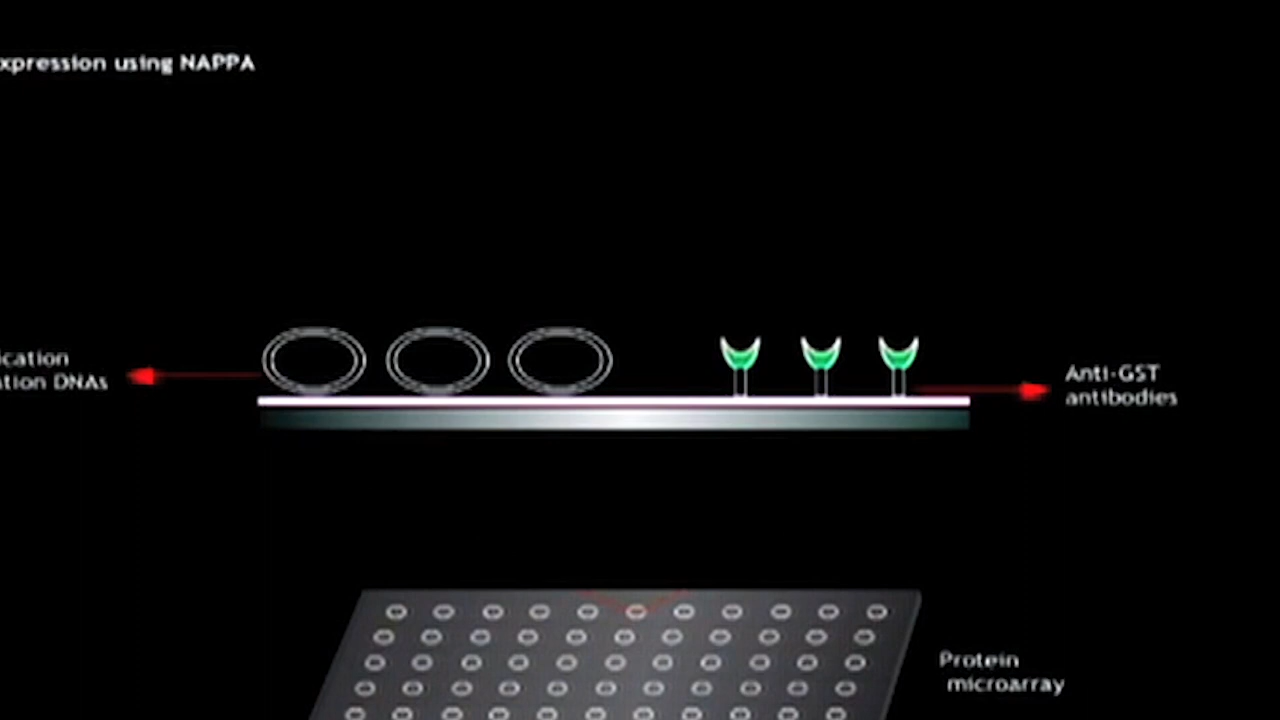 xpression using NAPPA
ication
ation DNAs
Anti-GST
antibodies
Protein
microarray